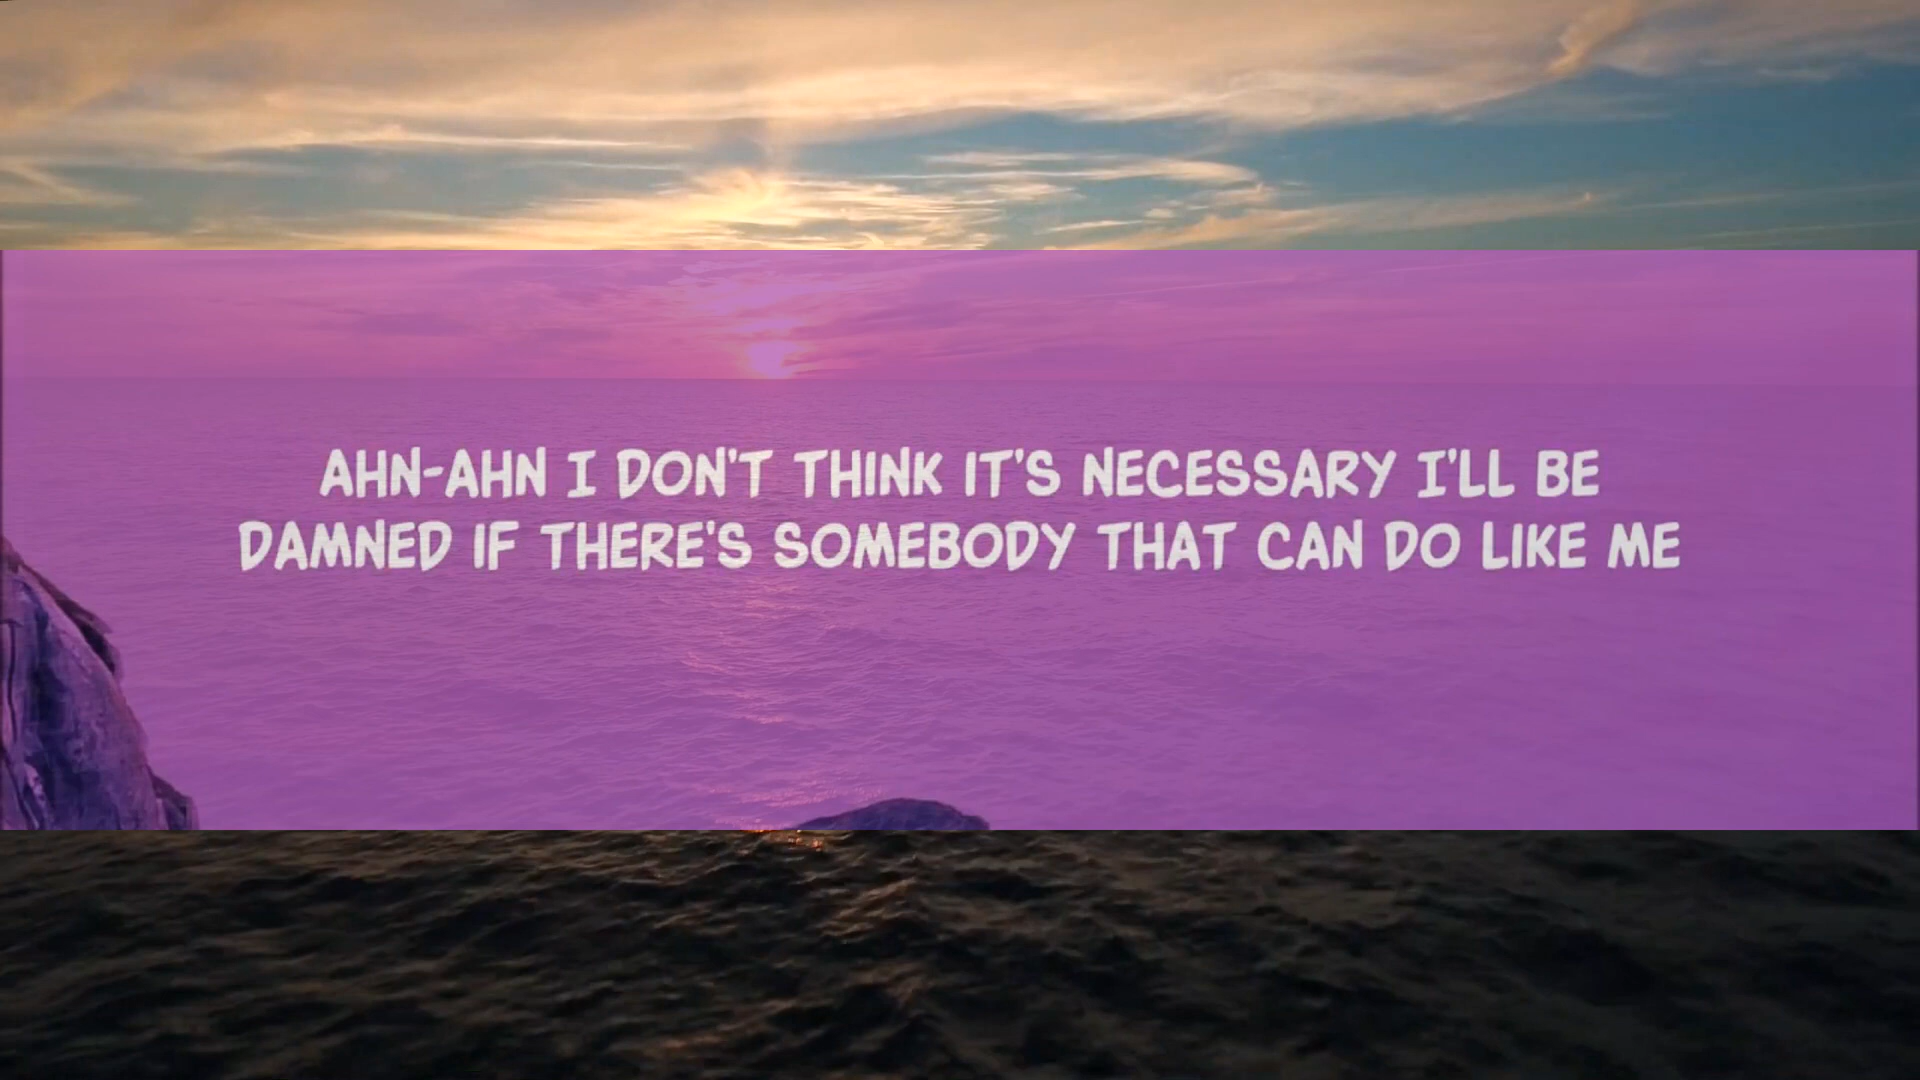 AHN-AHN I DON'T THINK IT'S NECESSARY I'LL BE
DAMNED IF THERE'S SOMEBODY THAT CAN DO LIKE ME